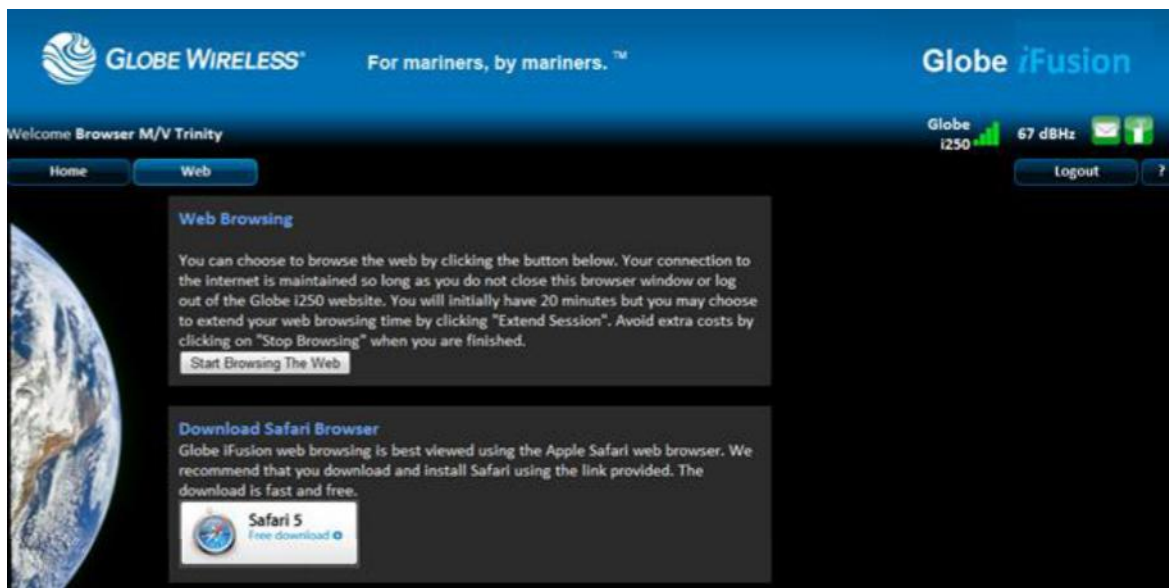 GLOBE WIRELESS® For mariners, by mariners. ™ Globe iFusion
Welcome Browser M/V Trinity
Globe i250 67 dBHz
Home Web Logout ?
Web Browsing
You can choose to browse the web by clicking the button below. Your connection to
the internet is maintained so long as you do not close this browser window or log
out of the Globe i250 website. You will initially have 20 minutes but you may choose
to extend your web browsing time by clicking "Extend Session". Avoid extra costs by
clicking on "Stop Browsing" when you are finished.
Start Browsing The Web
Download Safari Browser
Globe iFusion web browsing is best viewed using the Apple Safari web browser. We
recommend that you download and install Safari using the link provided. The
download is fast and free.
Safari 5
Free download